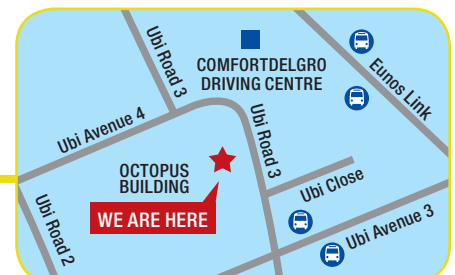 Ubi Road 3
COMFORTDELGRO
DRIVING CENTRE
Eunos Link
Ubi Avenue 4
Ubi Road 3
OCTOPUS
BUILDING
Ubi Close
WE ARE HERE
Ubi Road 2
Ubi Avenue 3